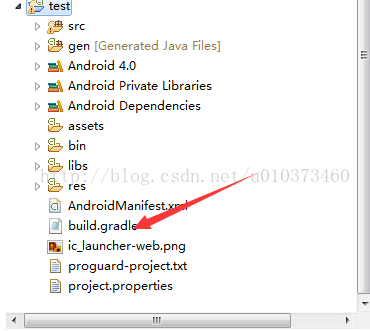 test
src
gen [Generated Java Files]
Android 4.0
Android Private Libraries
Android Dependencies
assets
bin
http://blog.csdn.net/u010373460
libs
res
AndroidManifest.xml
build.gradle
ic_launcher-web.png
proguard-project.txt
project.properties